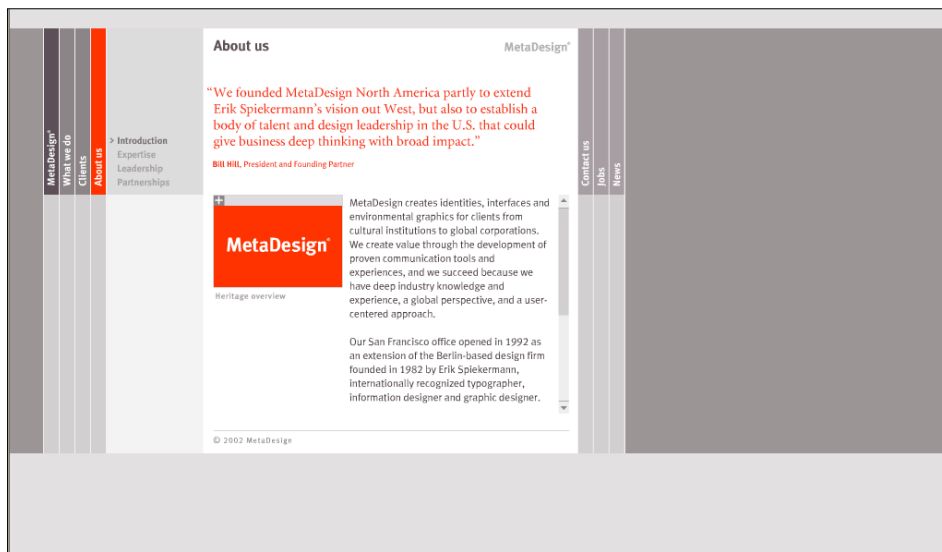 MetaDesign®
What we do
Clients
About us
> Introduction
Expertise
Leadership
Partnerships
About us
MetaDesign®
“We founded MetaDesign North America partly to extend
Erik Spiekermann’s vision out West, but also to establish a
body of talent and design leadership in the U.S. that could
give business deep thinking with broad impact.”
Bill Hill, President and Founding Partner
MetaDesign®
Heritage overview
MetaDesign creates identities, interfaces and
environmental graphics for clients from
cultural institutions to global corporations.
We create value through the development of
proven communication tools and
experiences, and we succeed because we
have deep industry knowledge and
experience, a global perspective, and a user-
centered approach.
Our San Francisco office opened in 1992 as
an extension of the Berlin-based design firm
founded in 1982 by Erik Spiekermann,
internationally recognized typographer,
information designer and graphic designer.
© 2002 MetaDesign
Contact us
Jobs
News